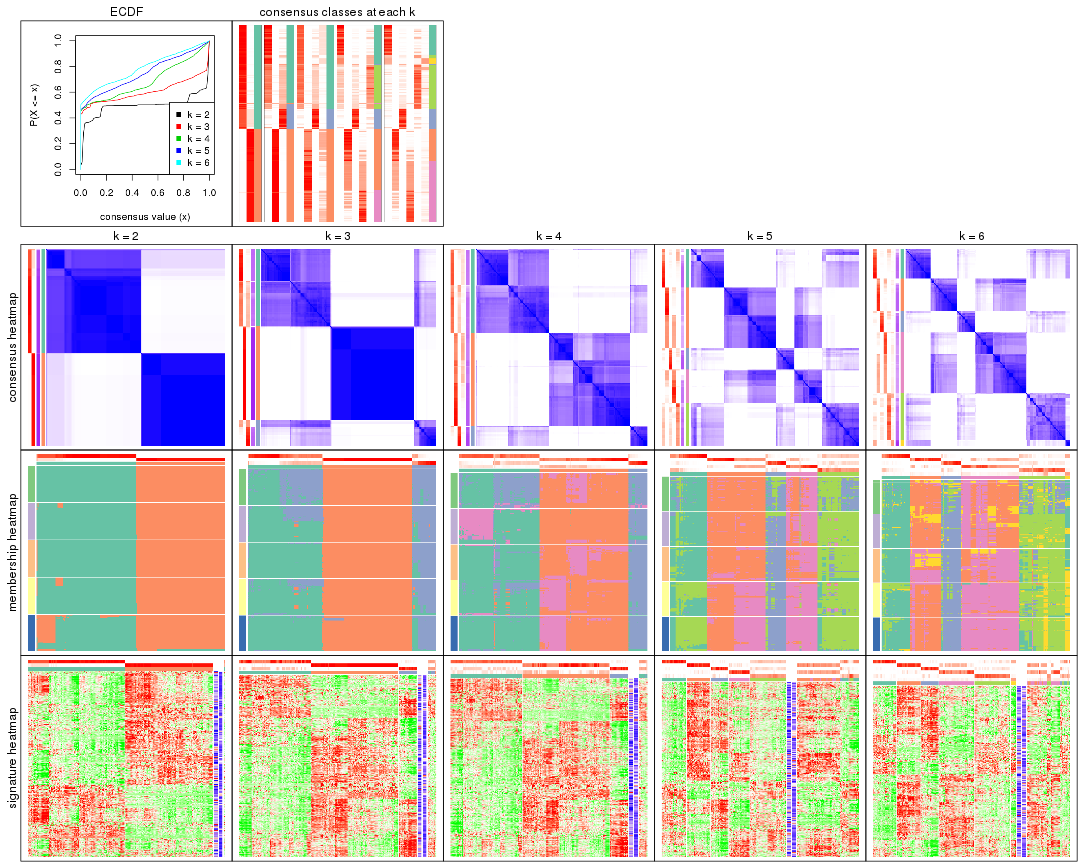 ECDF
consensus classes at each k
P(X <= x)
0.0 0.2 0.4 0.6 0.8 1.0
k = 2
k = 3
k = 4
k = 5
k = 6
0.0 0.2 0.4 0.6 0.8 1.0
consensus value (x)
k = 2 k = 3 k = 4 k = 5 k = 6
consensus heatmap
membership heatmap
signature heatmap